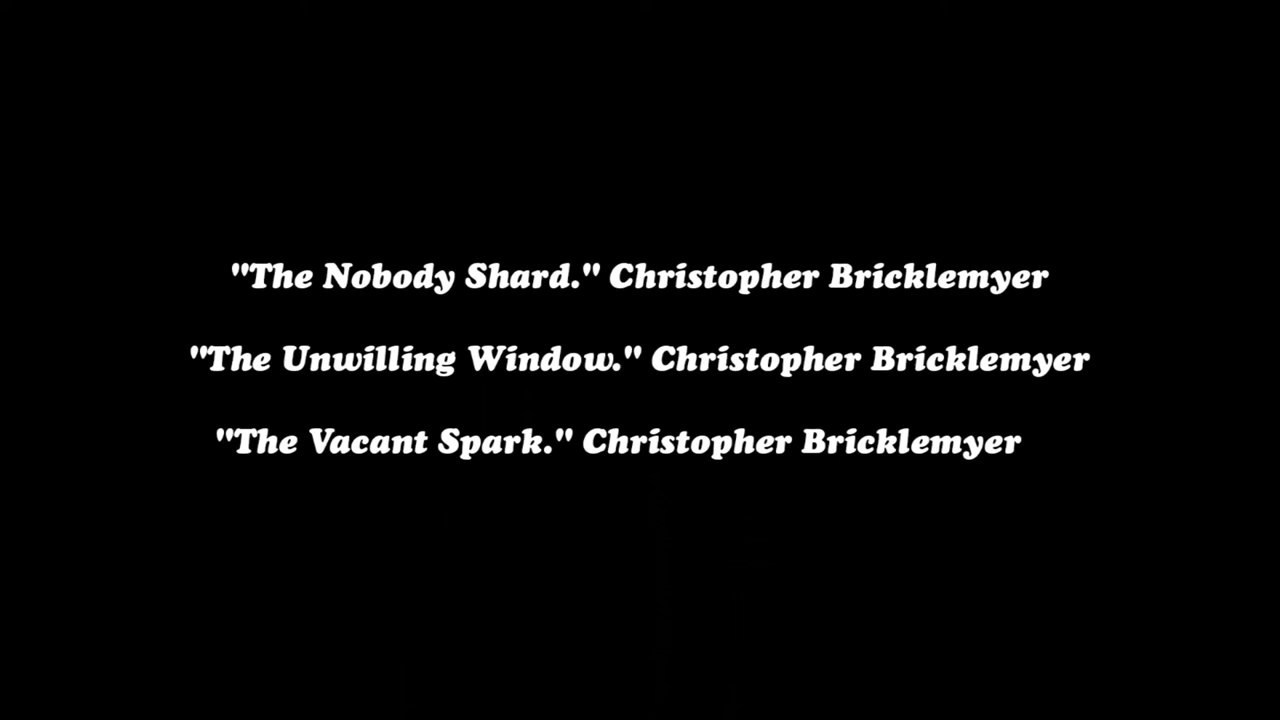 "The Nobody Shard." Christopher Bricklemyer
"The Unwilling Window." Christopher Bricklemyer
"The Vacant Spark." Christopher Bricklemyer